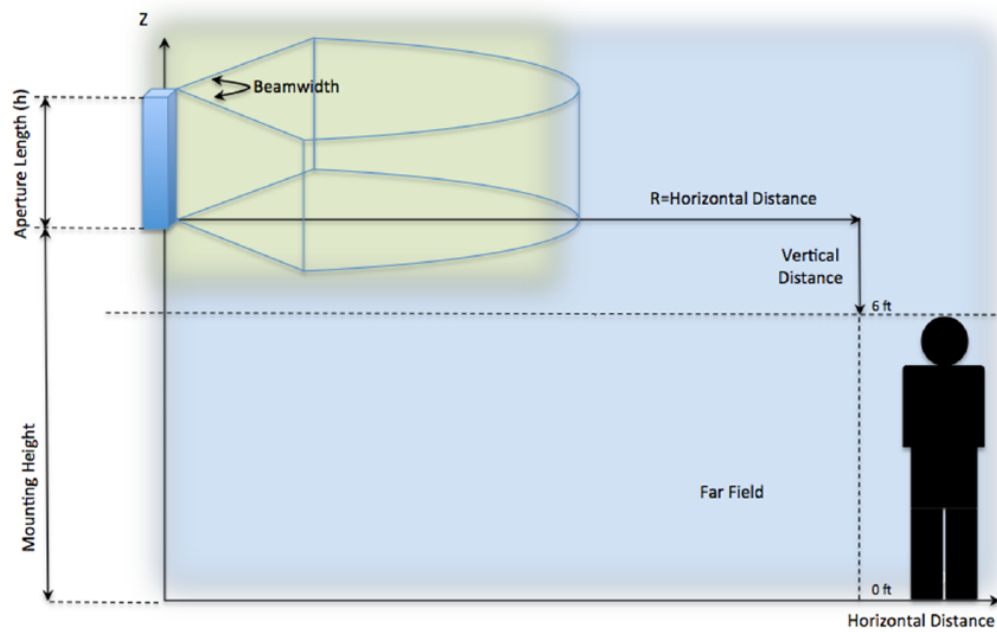 Z
Beamwidth
Aperture Length (h)
R=Horizontal Distance
Vertical
Distance
6 ft
Mounting Height
Far Field
0 ft
Horizontal Distance